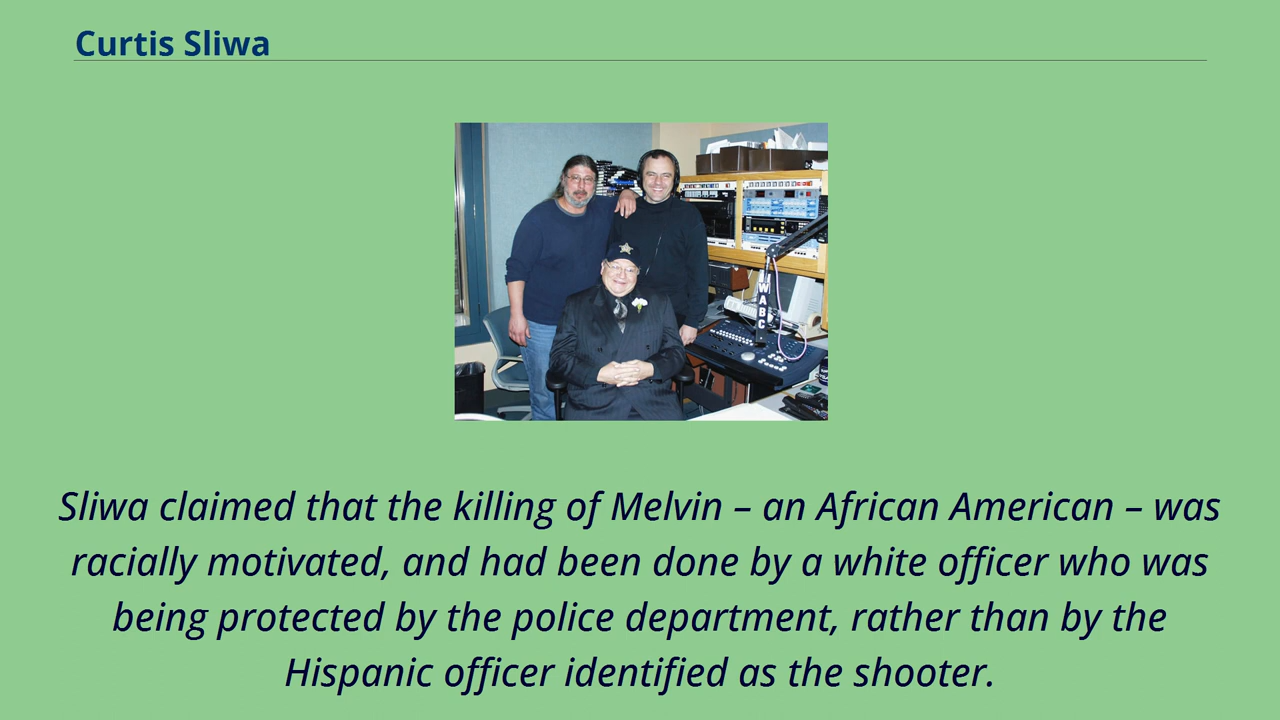 Curtis Sliwa
WABC
Sliwa claimed that the killing of Melvin – an African American – was
racially motivated, and had been done by a white officer who was
being protected by the police department, rather than by the
Hispanic officer identified as the shooter.